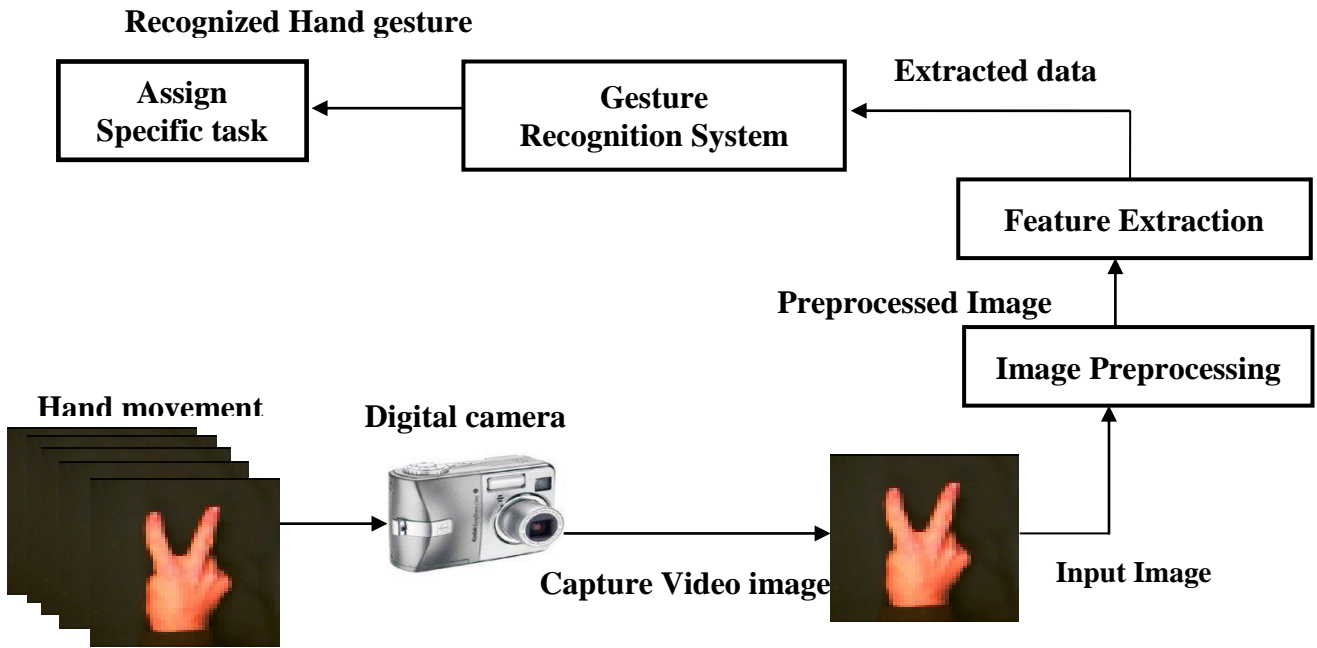 Recognized Hand gesture
Assign
Specific task
Gesture
Recognition System
Extracted data
Feature Extraction
Preprocessed Image
Image Preprocessing
Hand movement
Digital camera
Capture Video image
Input Image